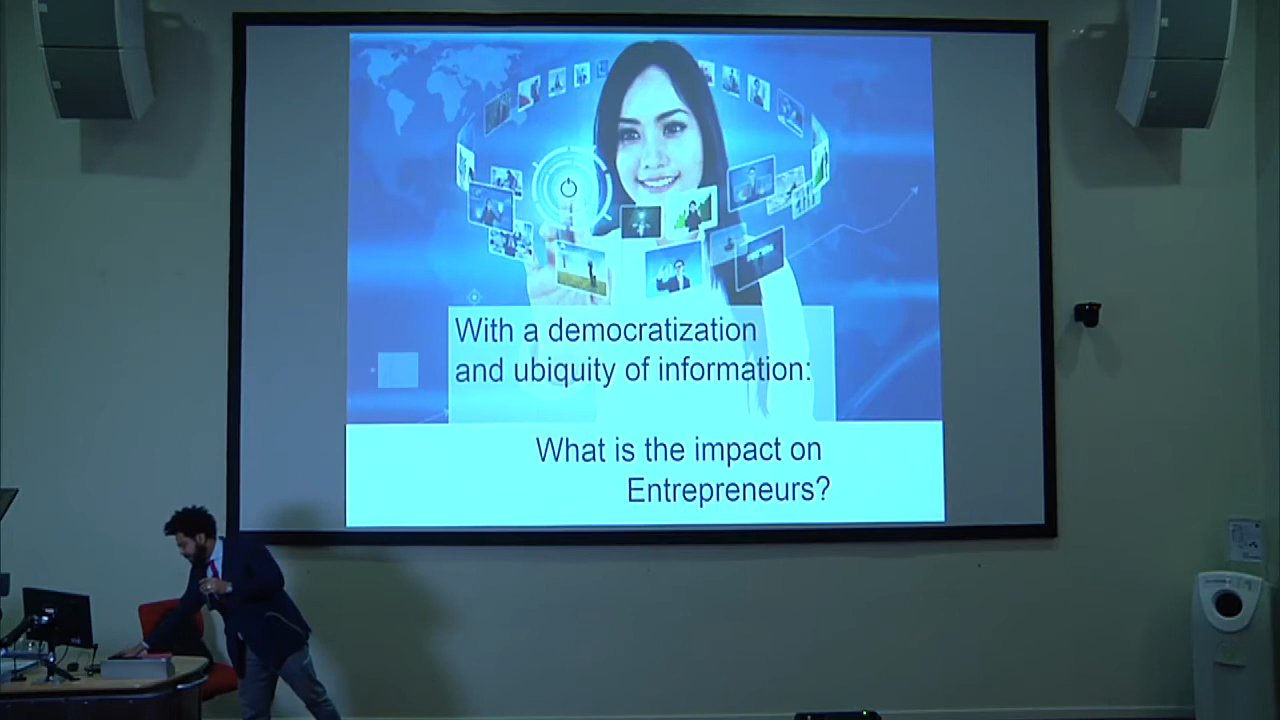 With a democratization
and ubiquity of information:
What is the impact on
Entrepreneurs?